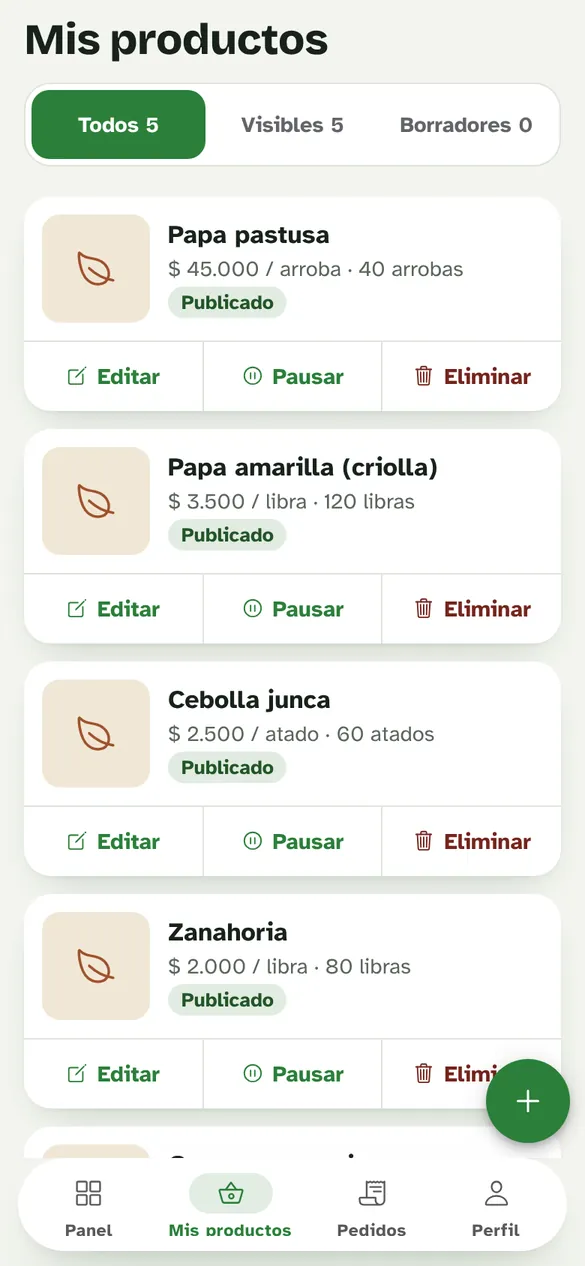 Mis productos
Todos 5
Visibles 5
Borradores 0
Papa pastusa
$ 45.000 / arroba · 40 arrobas
Publicado
Editar
Pausar
Eliminar
Papa amarilla (criolla)
$ 3.500 / libra · 120 libras
Publicado
Editar
Pausar
Eliminar
Cebolla junca
$ 2.500 / atado · 60 atados
Publicado
Editar
Pausar
Eliminar
Zanahoria
$ 2.000 / libra · 80 libras
Publicado
Editar
Pausar
Elimi
Panel
Mis productos
Pedidos
Perfil